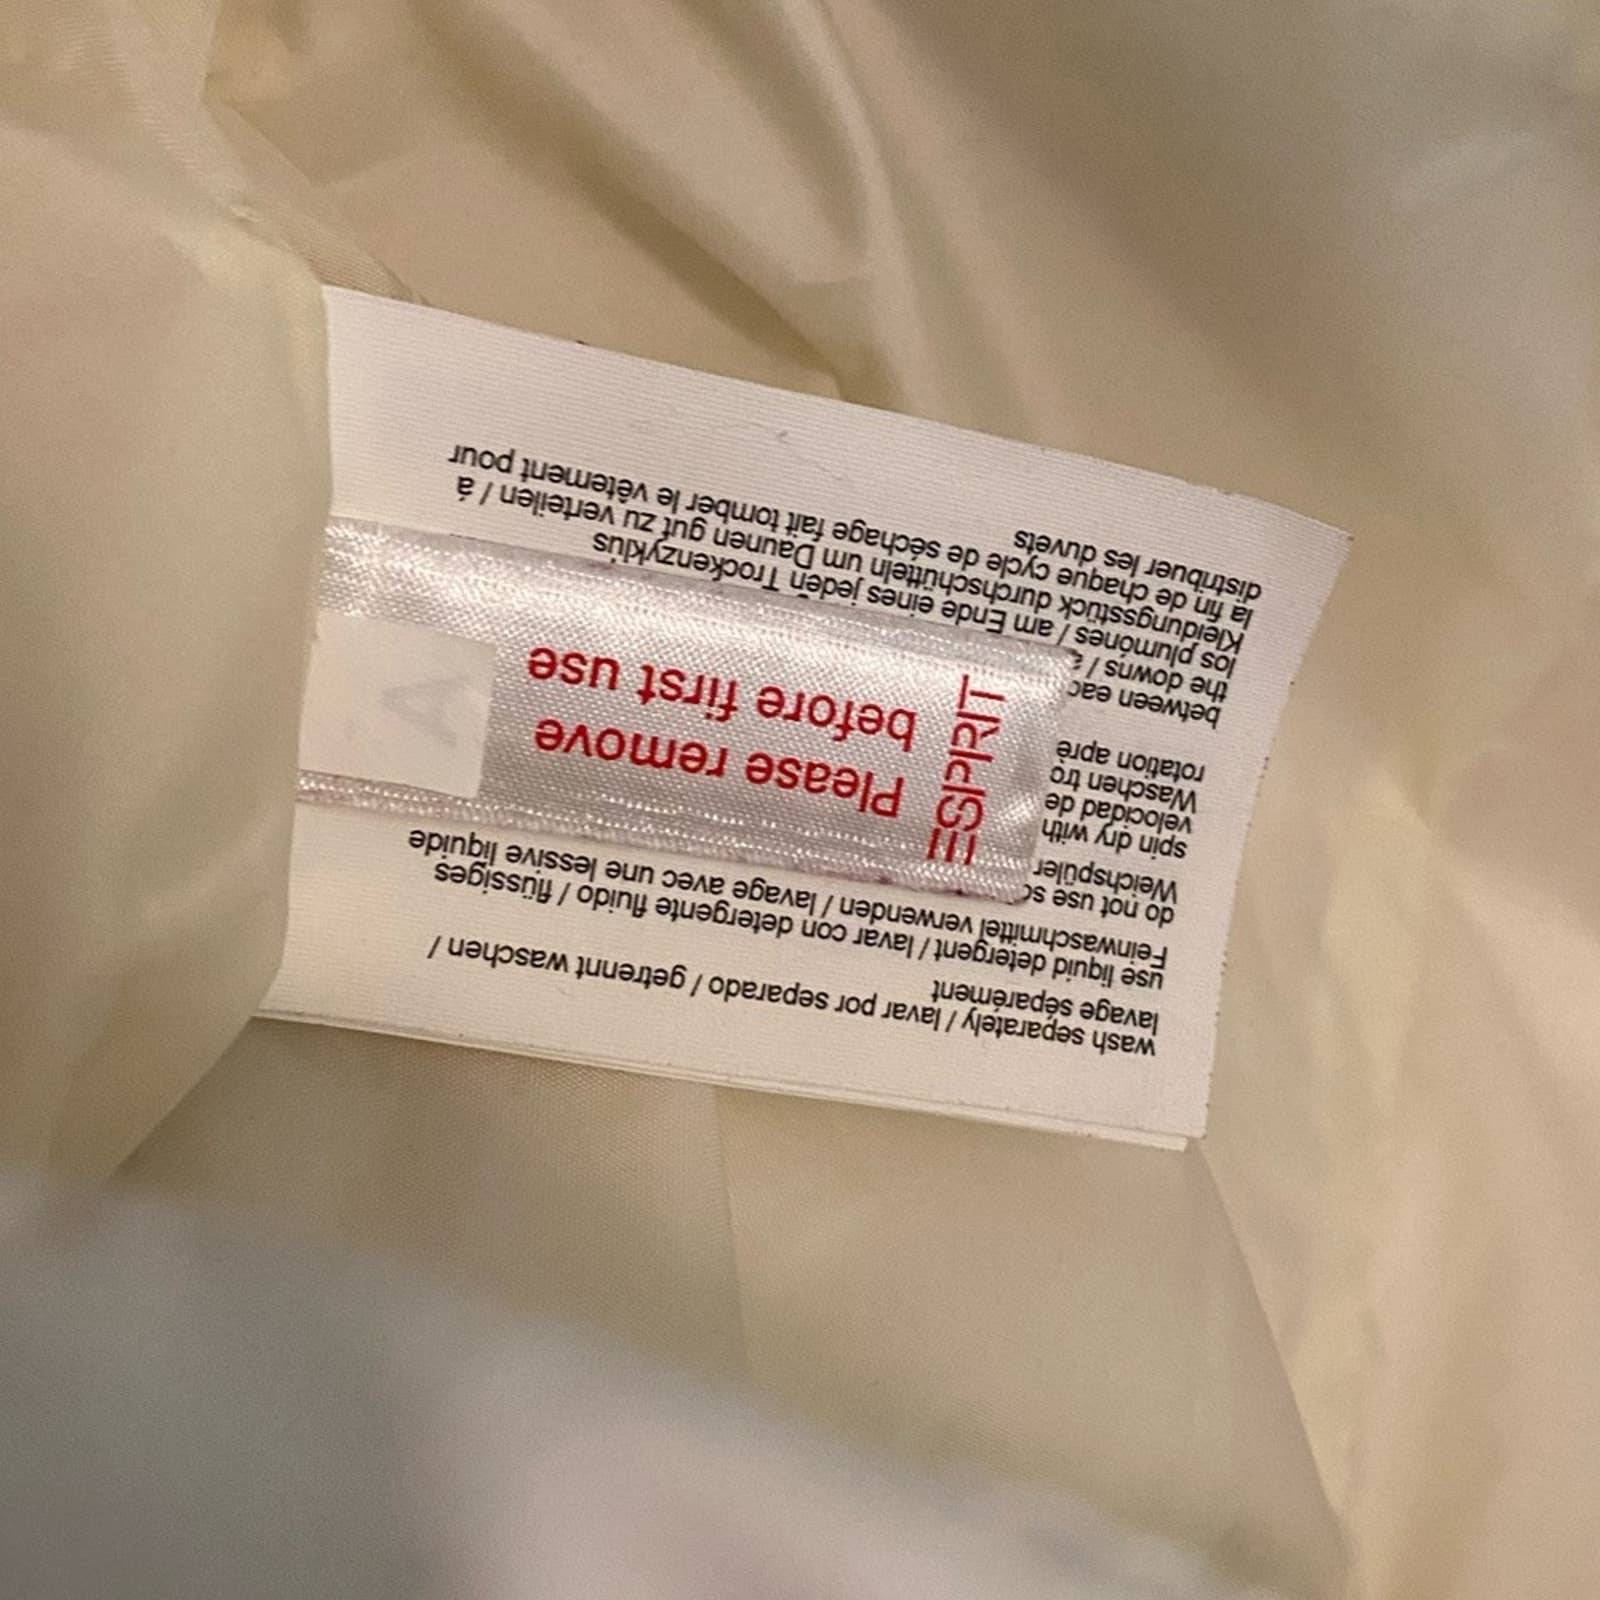 wash separately / lavar por separado / getrennt waschen /
lavage séparément
use liquid detergent / lavar con detergente fluido / flüssiges
Feinwaschmittel verwenden / lavage avec une lessive liquide
do not use
Weichspüler
spin dry with
velocidad de
Waschen
rotation
between
the downs /
los plumónes / am Ende eines jeden Trockenzyklus
Kleidungsstück durchschütteln um Daunen gut zu verteilen / á
la fin de chaque cycle de séchage fait tomber le vêtement pour
distribuer les duvets
ESPRIT
Please remove
before first use
A